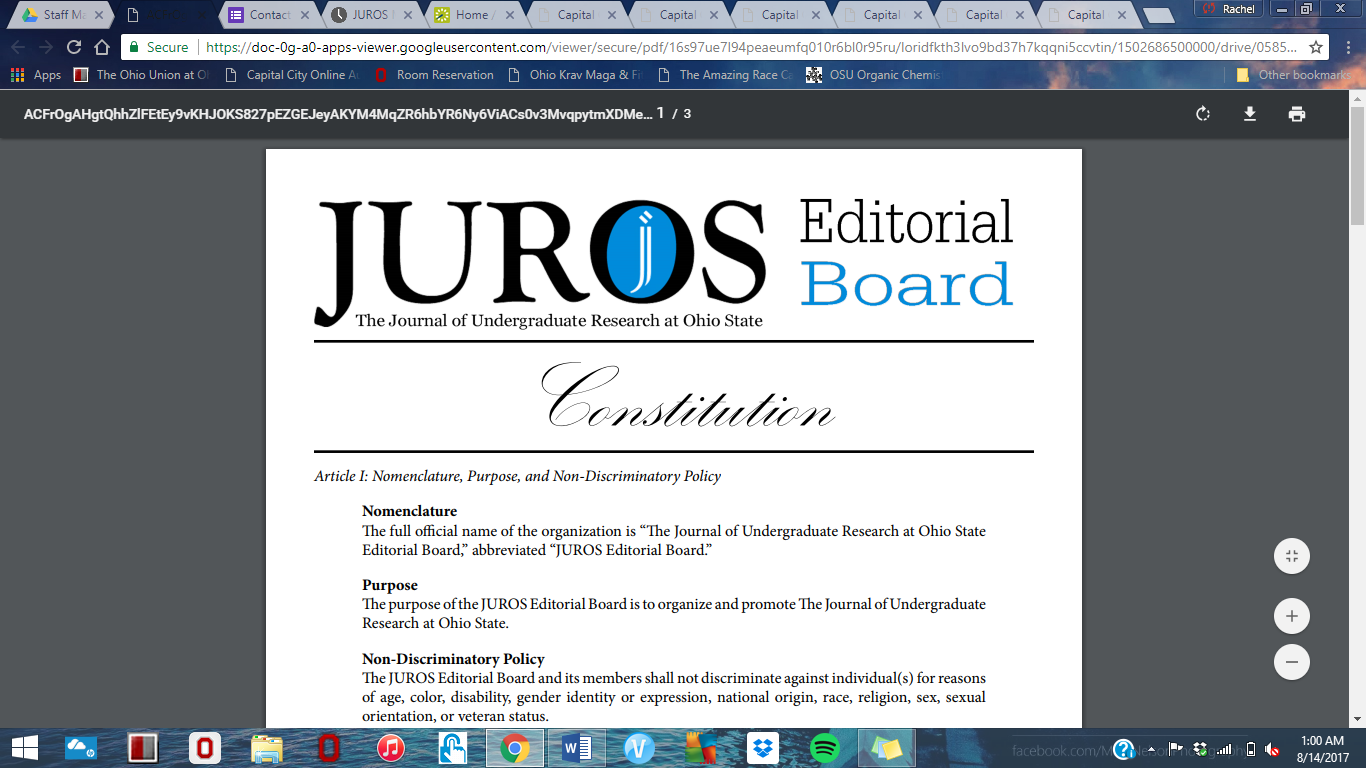 Rachel
Staff Ma
Contact
JUROS
Home /
Capital
Capital
Capital
Capital
Capital
Capital
Secure https://doc-0g-a0-apps-viewer.googleusercontent.com/viewer/secure/pdf/16s97ue7l94peaeumfq010r6bl0r95ru/loridfkth3lvo9bd37h7kqqni5ccvtin/1502686500000/drive/0585...
Apps The Ohio Union at O Capital City Online A Room Reservation Ohio Krav Maga & Fi The Amazing Race Ca OSU Organic Chemis Other bookmarks
ACFrOgAHgtQhhZlFEtEy9vKHJOKS827pEZGEJeyAKYM4MqZR6hbYR6Ny6ViACs0v3MvqpytmXDMe... 1 / 3
JUROS Editorial
Board
The Journal of Undergraduate Research at Ohio State
Constitution
Article I: Nomenclature, Purpose, and Non-Discriminatory Policy
Nomenclature
The full official name of the organization is “The Journal of Undergraduate Research at Ohio State
Editorial Board,” abbreviated “JUROS Editorial Board.”
Purpose
The purpose of the JUROS Editorial Board is to organize and promote The Journal of Undergraduate
Research at Ohio State.
Non-Discriminatory Policy
The JUROS Editorial Board and its members shall not discriminate against individual(s) for reasons
of age, color, disability, gender identity or expression, national origin, race, religion, sex, sexual
orientation, or veteran status.
1:00 AM
8/14/2017